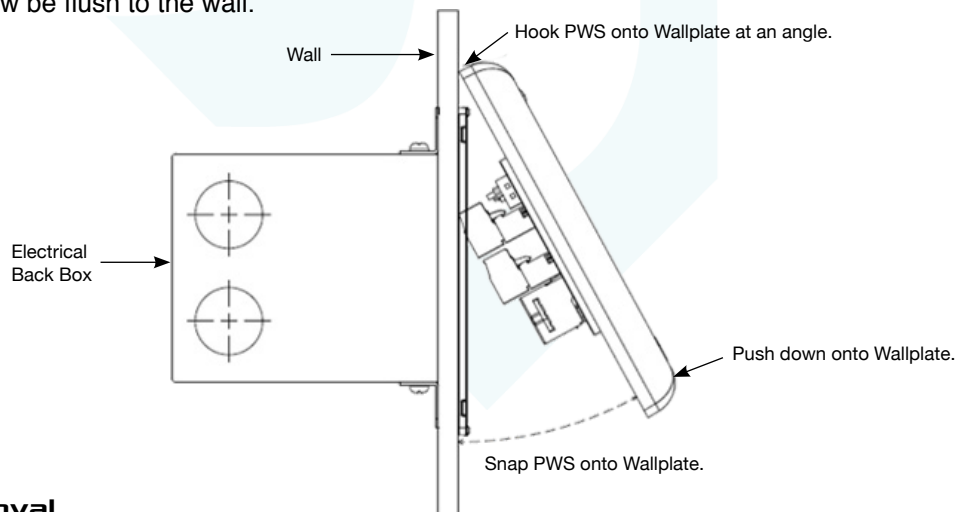 be flush to the wall.
Hook PWS onto Wallplate at an angle.
Wall
Electrical
Back Box
Push down onto Wallplate.
Snap PWS onto Wallplate.